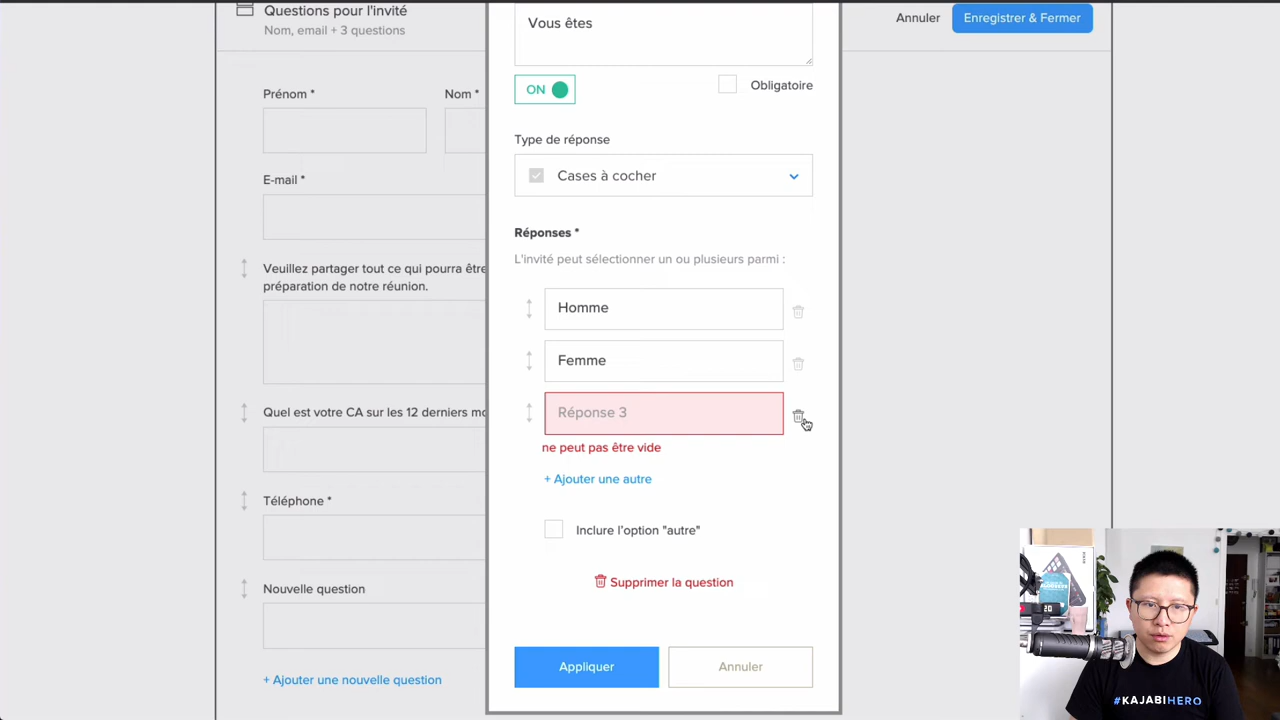 Questions pour l'invité
Nom, email + 3 questions
Annuler
Enregistrer & Fermer
Prénom *
Nom *
E-mail *
Veuillez partager tout ce qui pourra être
préparation de notre réunion.
Quel est votre CA sur les 12 derniers mo
Téléphone *
Nouvelle question
+ Ajouter une nouvelle question
Vous êtes
ON
Obligatoire
Type de réponse
Cases à cocher
Réponses *
L'invité peut sélectionner un ou plusieurs parmi :
Homme
Femme
Réponse 3
ne peut pas être vide
+ Ajouter une autre
Inclure l'option "autre"
Supprimer la question
Appliquer
Annuler
#KAJABIHERO